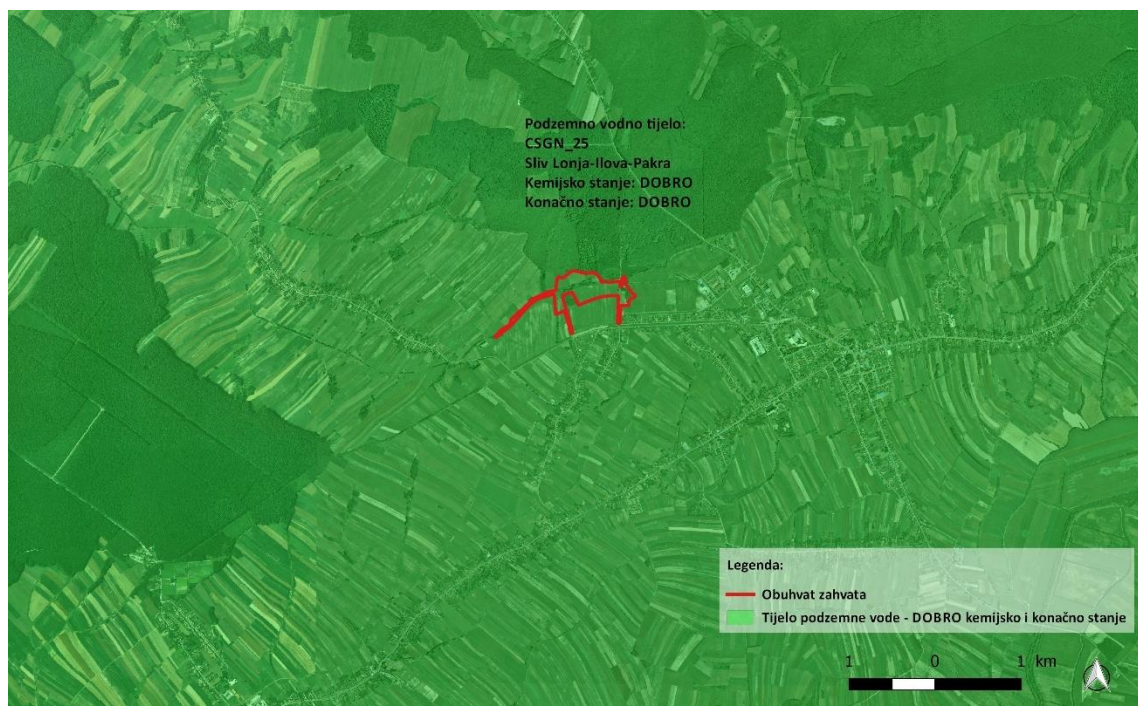 Podzemno vodno tijelo:
CSGN_25
Sliv Lonja-Ilova-Pakra
Kemijsko stanje: DOBRO
Konačno stanje: DOBRO
Legenda:
Obuhvat zahvata
Tijelo podzemne vode - DOBRO kemijsko i konačno stanje
1 0 1 km